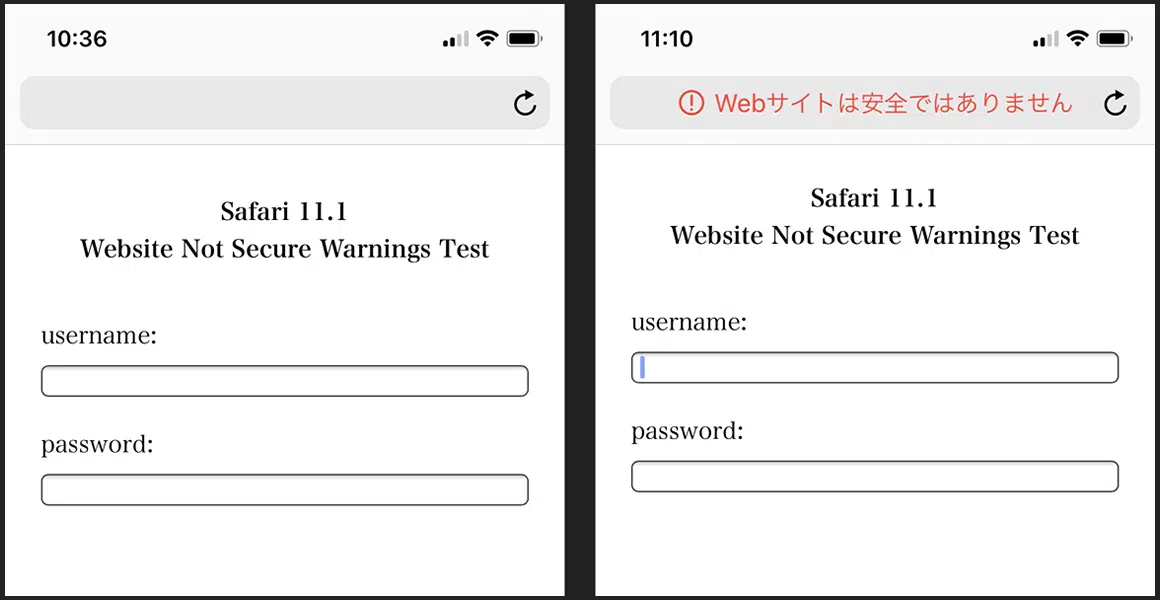 10:36
Safari 11.1
Website Not Secure Warnings Test
username:
password:
11:10
Webサイトは安全ではありません
Safari 11.1
Website Not Secure Warnings Test
username:
password: